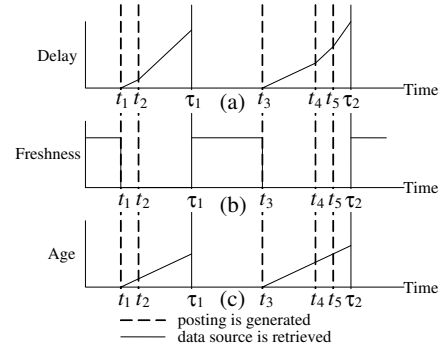 Delay
Time
t1 t2 τ1 (a) t3 t4 t5 τ2
Freshness
Time
t1 t2 τ1 (b) t3 t4 t5 τ2
Age
Time
t1 t2 τ1 (c) t3 t4 t5 τ2
posting is generated
data source is retrieved